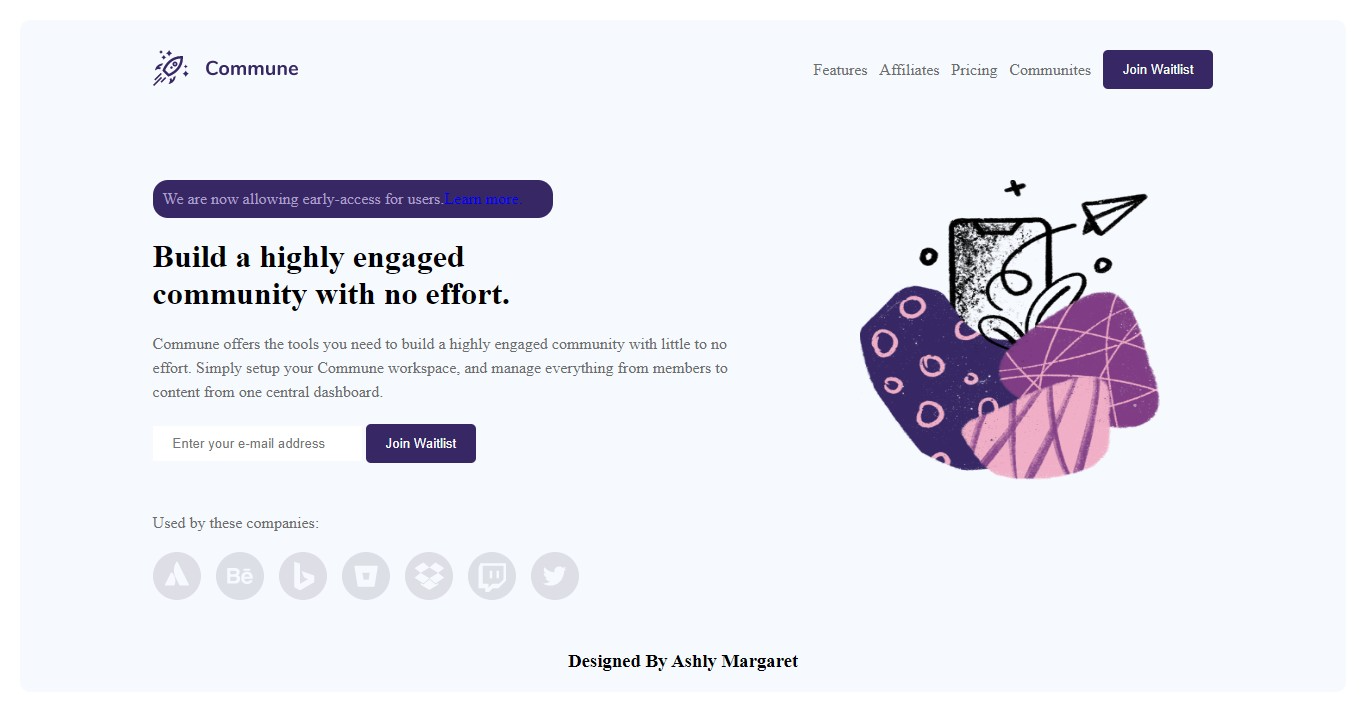 Commune
Features Affiliates Pricing Communites Join Waitlist
We are now allowing early-access for users.Learn more.
Build a highly engaged
community with no effort.
Commune offers the tools you need to build a highly engaged community with little to no
effort. Simply setup your Commune workspace, and manage everything from members to
content from one central dashboard.
Enter your e-mail address Join Waitlist
Used by these companies:
Bē
Designed By Ashly Margaret